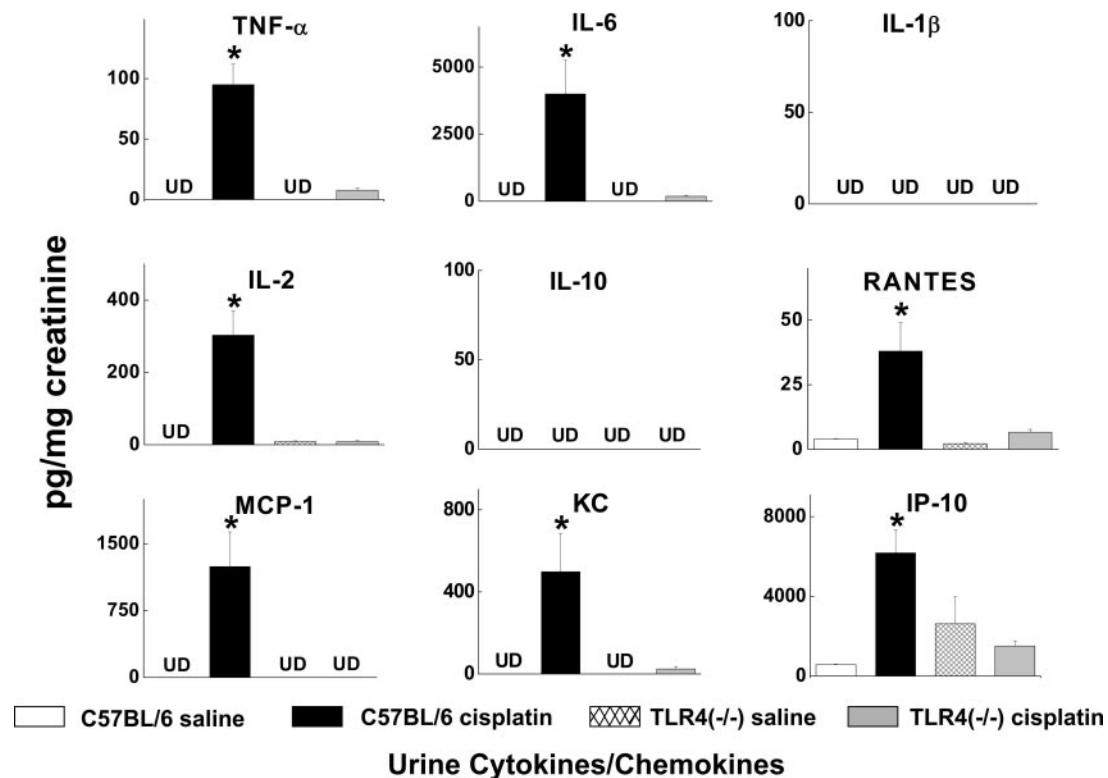 TNF-α
*
100
50
0
UD
UD
IL-6
*
5000
2500
0
UD
UD
IL-1β
100
50
0
UD UD UD UD
pg/mg creatinine
IL-2
*
400
200
0
UD
IL-10
100
50
0
UD UD UD UD
RANTES
*
50
25
0
MCP-1
*
1500
750
0
UD
UD UD
KC
*
800
400
0
UD
UD
IP-10
*
8000
4000
0
C57BL/6 saline
C57BL/6 cisplatin
TLR4(-/-) saline
TLR4(-/-) cisplatin
Urine Cytokines/Chemokines